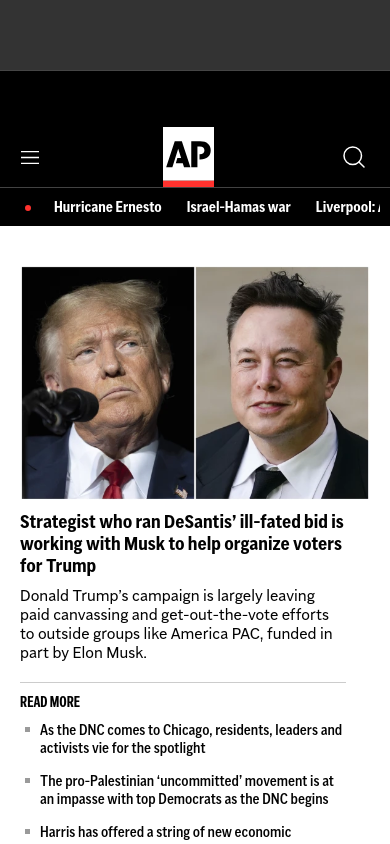 AP
Hurricane Ernesto Israel-Hamas war Liverpool:
Strategist who ran DeSantis’ ill-fated bid is
working with Musk to help organize voters
for Trump
Donald Trump’s campaign is largely leaving
paid canvassing and get-out-the-vote efforts
to outside groups like America PAC, funded in
part by Elon Musk.
READ MORE
As the DNC comes to Chicago, residents, leaders and
activists vie for the spotlight
The pro-Palestinian ‘uncommitted’ movement is at
an impasse with top Democrats as the DNC begins
Harris has offered a string of new economic